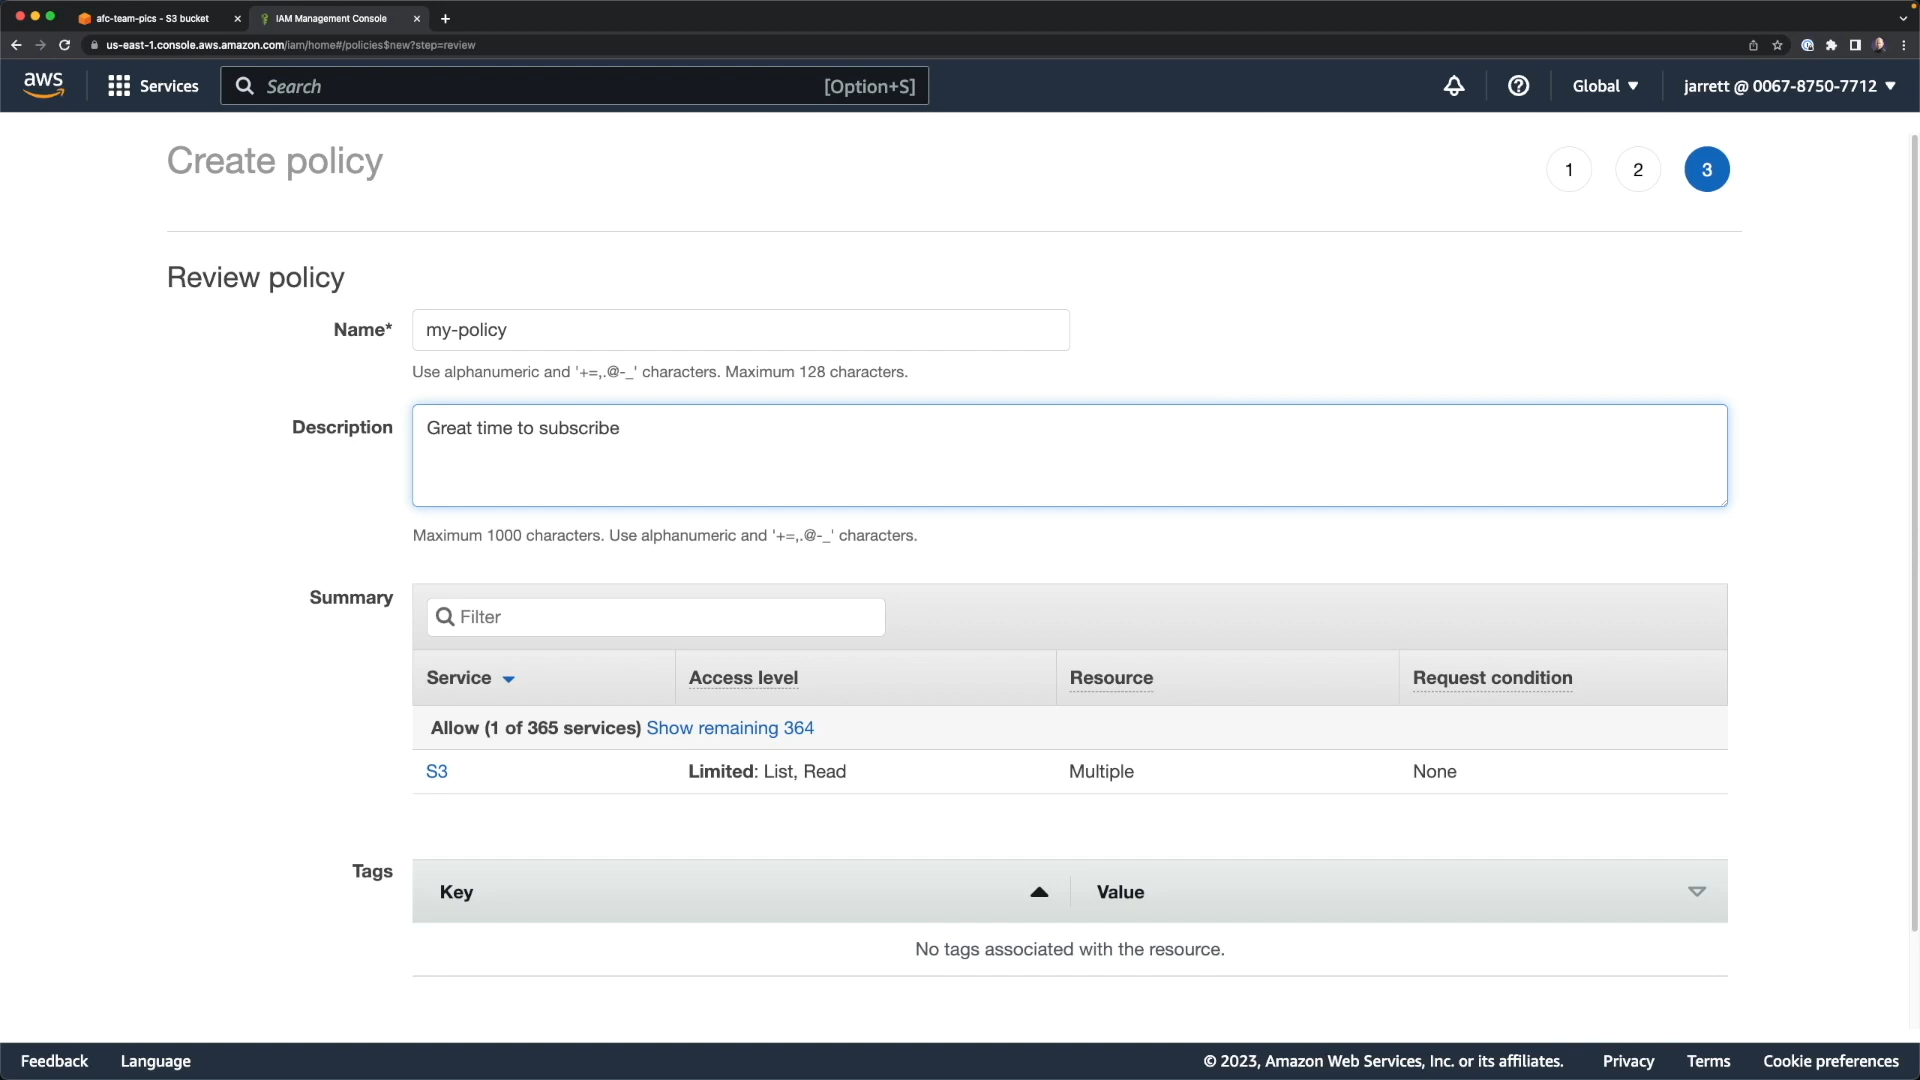 afc-team-pics - S3 bucket
IAM Management Console
us-east-1.console.aws.amazon.com/iam/home#/policies$new?step=review
aws
Services
Search
[Option+S]
Global
jarrett @ 0067-8750-7712
Create policy
1
2
3
Review policy
Name*
my-policy
Use alphanumeric and '+=,.@-_' characters. Maximum 128 characters.
Description
Great time to subscribe
Maximum 1000 characters. Use alphanumeric and '+=,.@-_' characters.
Summary
Filter
Service
Access level
Resource
Request condition
Allow (1 of 365 services) Show remaining 364
S3
Limited: List, Read
Multiple
None
Tags
Key
Value
No tags associated with the resource.
Feedback
Language
© 2023, Amazon Web Services, Inc. or its affiliates.
Privacy
Terms
Cookie preferences